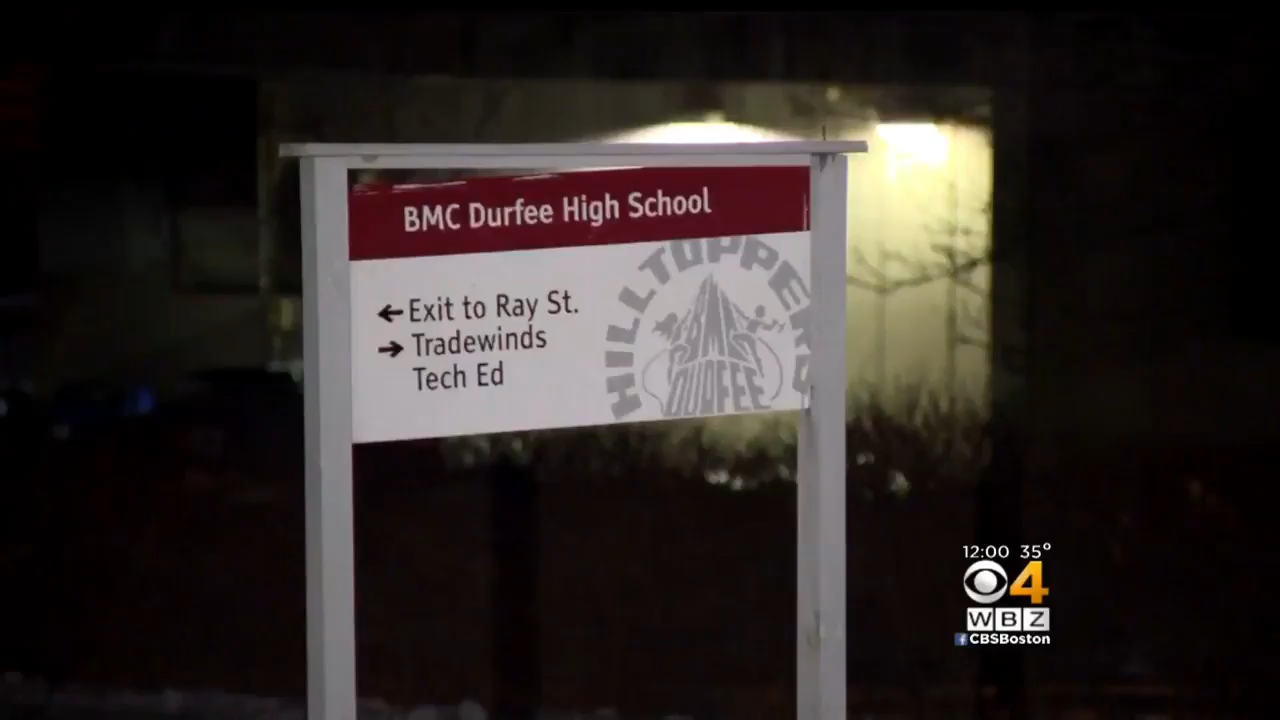 BMC Durfee High School
HILLTOPPERS
BMC
DURFEE
← Exit to Ray St.
→ Tradewinds
Tech Ed
12:00 35°
4
WBZ
f CBSBoston